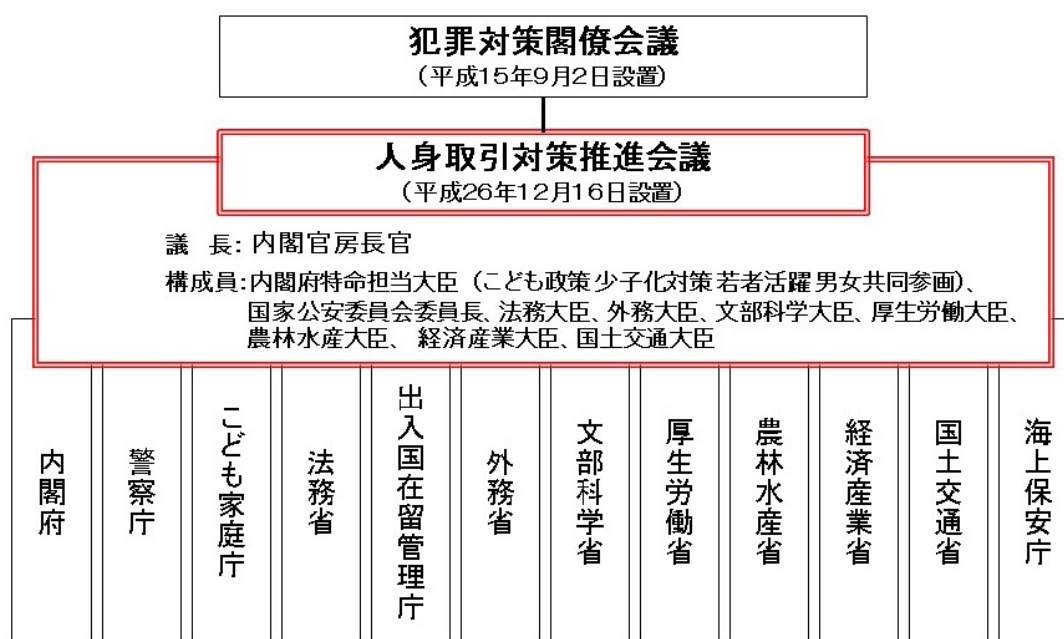 犯罪対策閣僚会議
（平成15年9月2日設置）
人身取引対策推進会議
（平成26年12月16日設置）
議 長：内閣官房長官
構成員：内閣府特命担当大臣（こども政策 少子化対策 若者活躍 男女共同参画）、
国家公安委員会委員長、法務大臣、外務大臣、文部科学大臣、厚生労働大臣、
農林水産大臣、 経済産業大臣、国土交通大臣
内閣府
警察庁
こども家庭庁
法務省
出入国在留管理庁
外務省
文部科学省
厚生労働省
農林水産省
経済産業省
国土交通省
海上保安庁